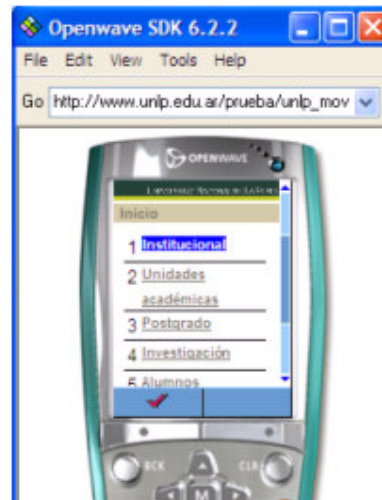 Openwave SDK 6.2.2
File Edit View Tools Help
Go http://www.unlp.edu.ar/prueba/unlp_mov
OPENWAVE
Inicio
1 Institucional
2 Unidades
académicas
3 Postgrado
4 Investigación
5 Alumnos
BCK CLR
M